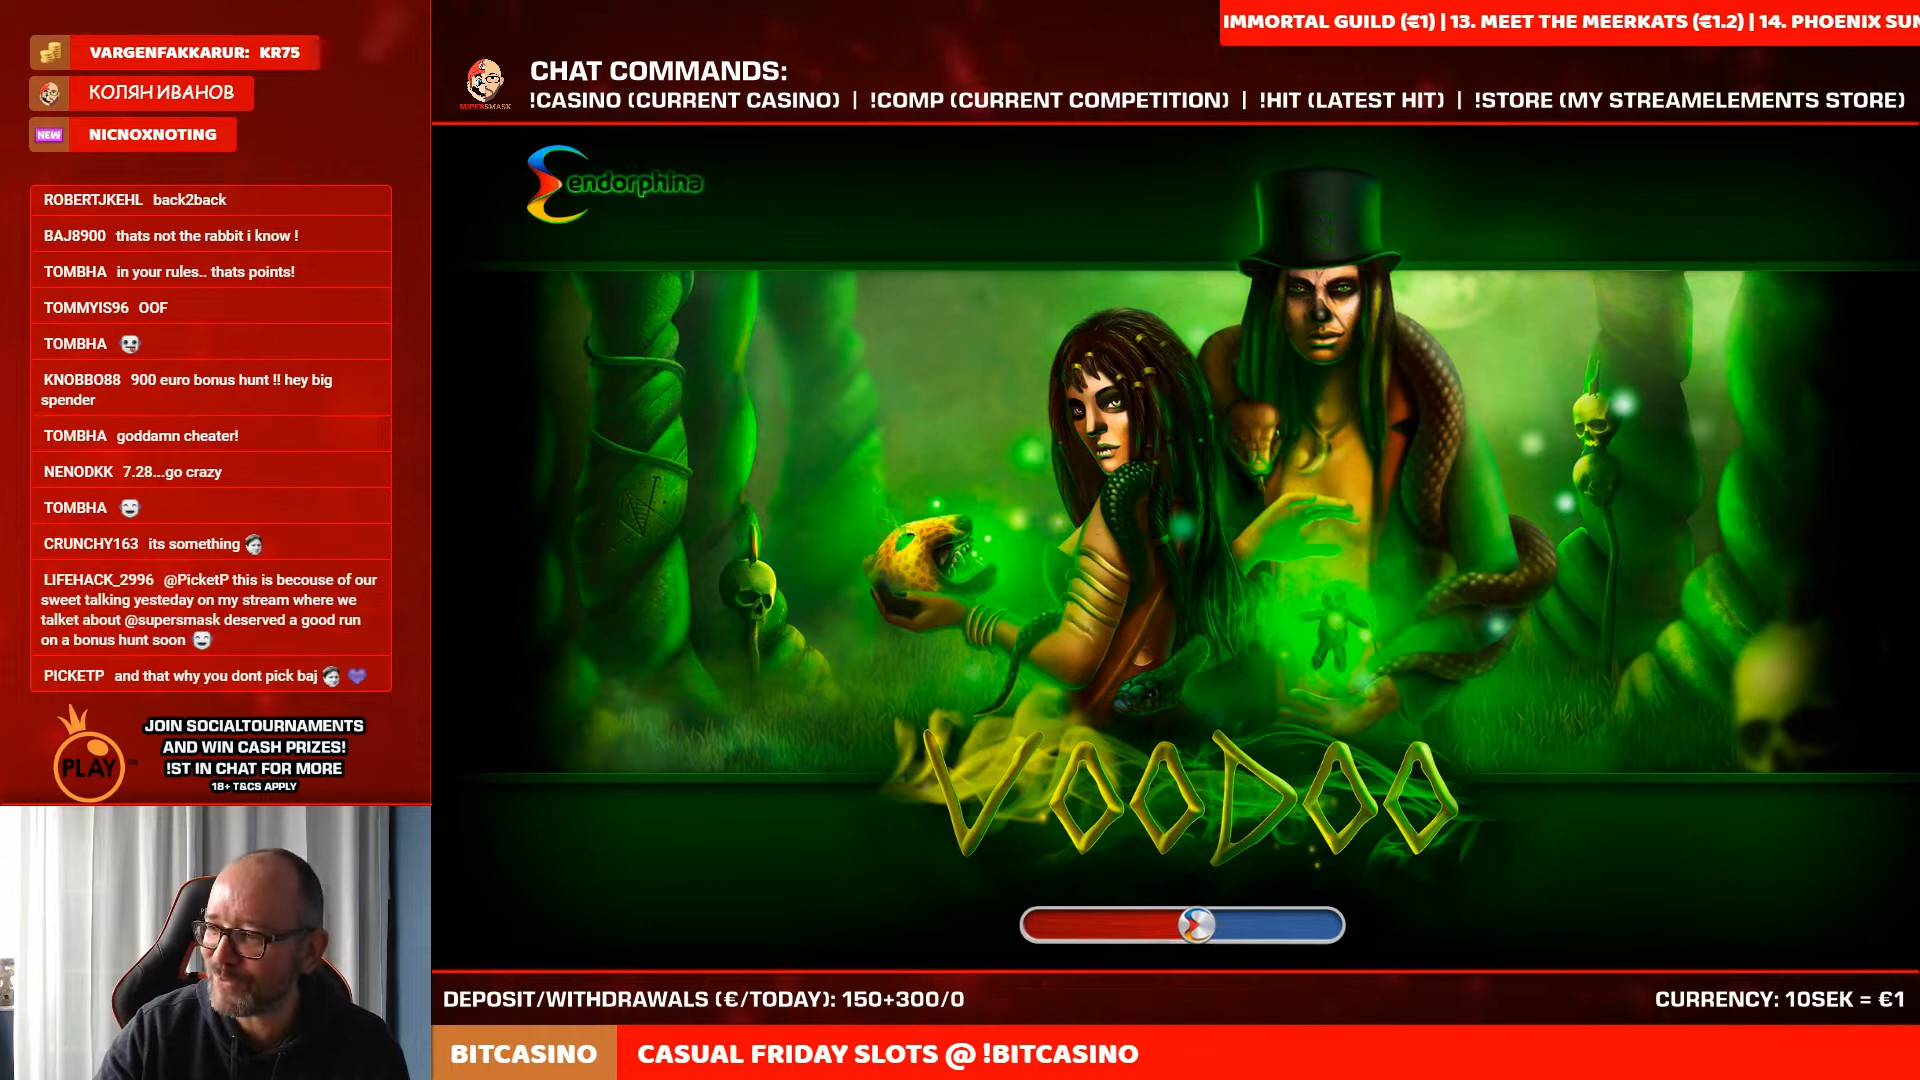 IMMORTAL GUILD (€1) | 13. MEET THE MEERKATS (€1.2) | 14. PHOENIX SUN
VARGENFAKKARUR: KR75
КОЛЯН ИВАНОВ
NEW
NICNOXNOTING
SUPERSMASK
CHAT COMMANDS:
!CASINO (CURRENT CASINO) | !COMP (CURRENT COMPETITION) | !HIT (LATEST HIT) | !STORE (MY STREAMELEMENTS STORE)
endorphina
ROBERTJKEHL back2back
BAJ8900 thats not the rabbit i know !
TOMBHA in your rules.. thats points!
TOMMYIS96 OOF
TOMBHA
KNOBBO88 900 euro bonus hunt !! hey big
spender
TOMBHA goddamn cheater!
NENODKK 7.28...go crazy
TOMBHA
CRUNCHY163 its something
LIFEHACK_2996 @PicketP this is becouse of our
sweet talking yesteday on my stream where we
talket about @supersmask deserved a good run
on a bonus hunt soon
PICKETP and that why you dont pick baj
PLAY™
JOIN SOCIALTOURNAMENTS
AND WIN CASH PRIZES!
!ST IN CHAT FOR MORE
18+ T&CS APPLY
VOODOO
DEPOSIT/WITHDRAWALS (€/TODAY): 150+300/0
CURRENCY: 10SEK = €1
BITCASINO
CASUAL FRIDAY SLOTS @ !BITCASINO